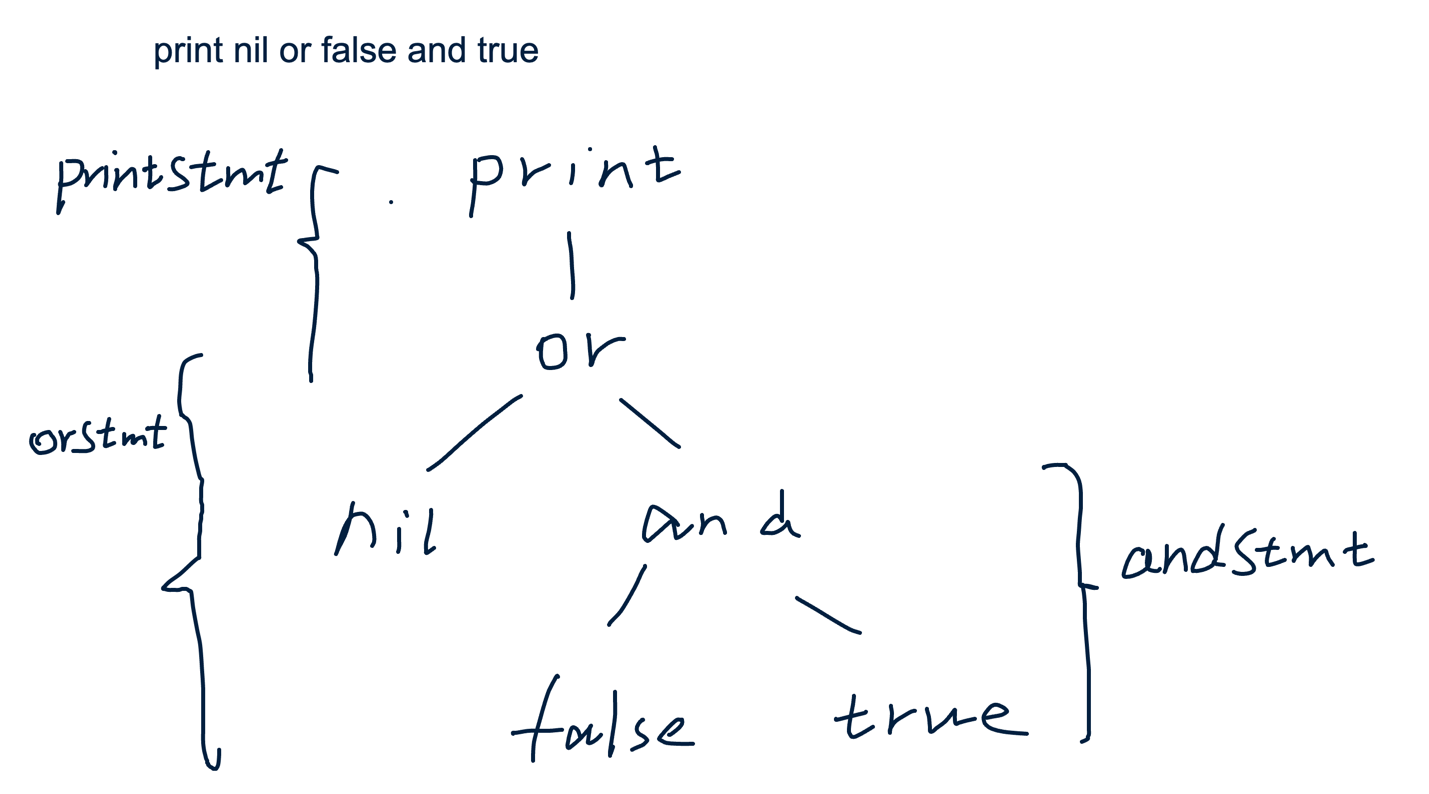 print nil or false and true
printStmt print
or
orStmt
nil and
andStmt
false true